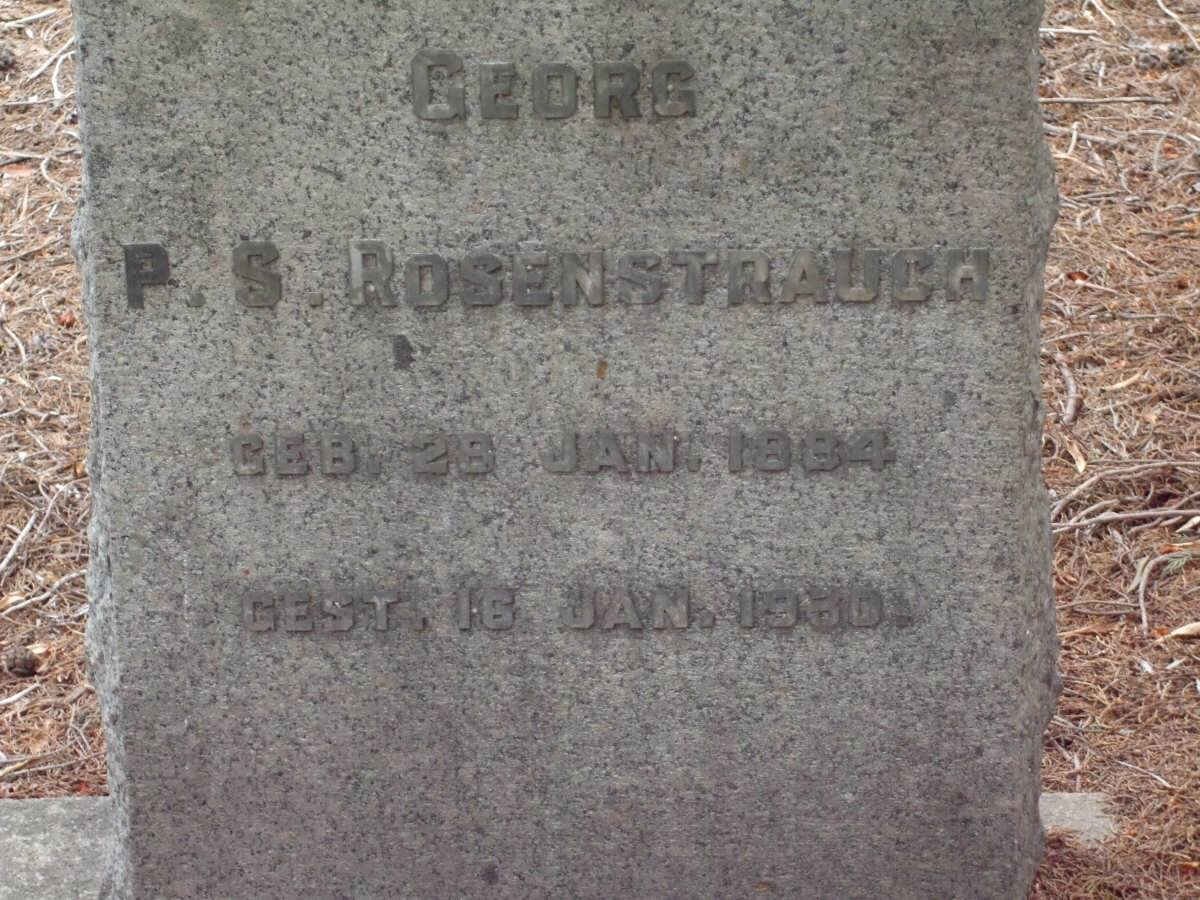 GEORG
P. S. ROSENSTRAUCH
GEB. 29 JAN. 1884
GEST. 16 JAN. 1930.